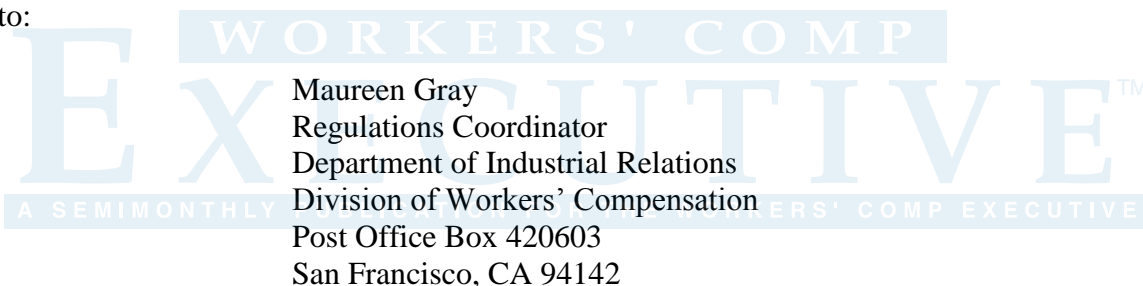 to:
WORKERS' COMP
EXECUTIVE™
A SEMIMONTHLY PUBLICATION FOR THE WORKERS' COMP EXECUTIVE
Maureen Gray
Regulations Coordinator
Department of Industrial Relations
Division of Workers’ Compensation
Post Office Box 420603
San Francisco, CA 94142